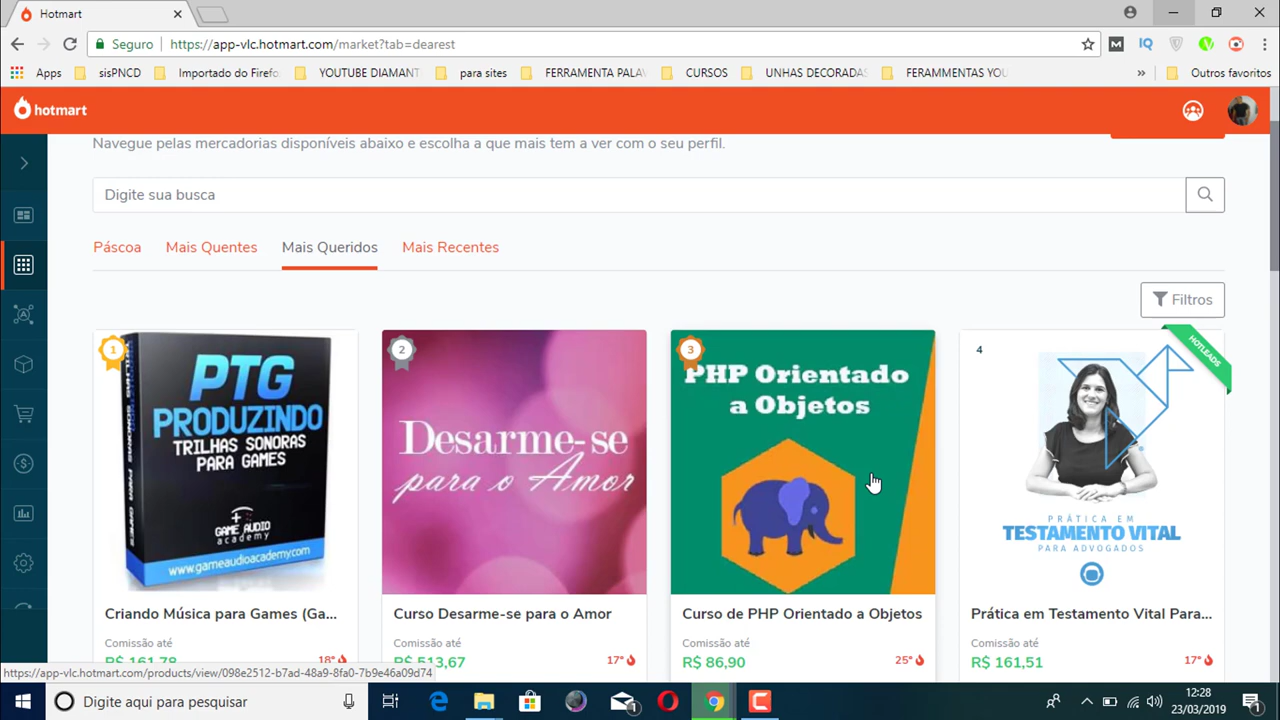 Hotmart
Seguro
https://app-vlc.hotmart.com/market?tab=dearest
Apps
sisPNCD
Importado do Firefo
YOUTUBE DIAMANT
para sites
FERRAMENTA PALA
CURSOS
UNHAS DECORADAS
FERAMMENTAS YOU
»
Outros favoritos
hotmart
Navegue pelas mercadorias disponíveis abaixo e escolha a que mais tem a ver com o seu perfil.
Digite sua busca
Páscoa
Mais Quentes
Mais Queridos
Mais Recentes
Filtros
1
PTG
PRODUZINDO
TRILHAS SONORAS
PARA GAMES
GAME AUDIO
academy
www.gameaudioacademy.com
2
Desarme-se
para o Amor
3
PHP Orientado
a Objetos
4
HOTLEADS
PRÁTICA EM
TESTAMENTO VITAL
PARA ADVOGADOS
Criando Música para Games (Ga...
Comissão até
R$ 161,78
18°
Curso Desarme-se para o Amor
Comissão até
R$ 513,67
17°
Curso de PHP Orientado a Objetos
Comissão até
R$ 86,90
25°
Prática em Testamento Vital Para...
Comissão até
R$ 161,51
17°
https://app-vlc.hotmart.com/products/view/098e2512-b7ad-48a9-8fa0-7b9e46a09d74
Digite aqui para pesquisar
1
12:28
23/03/2019
1